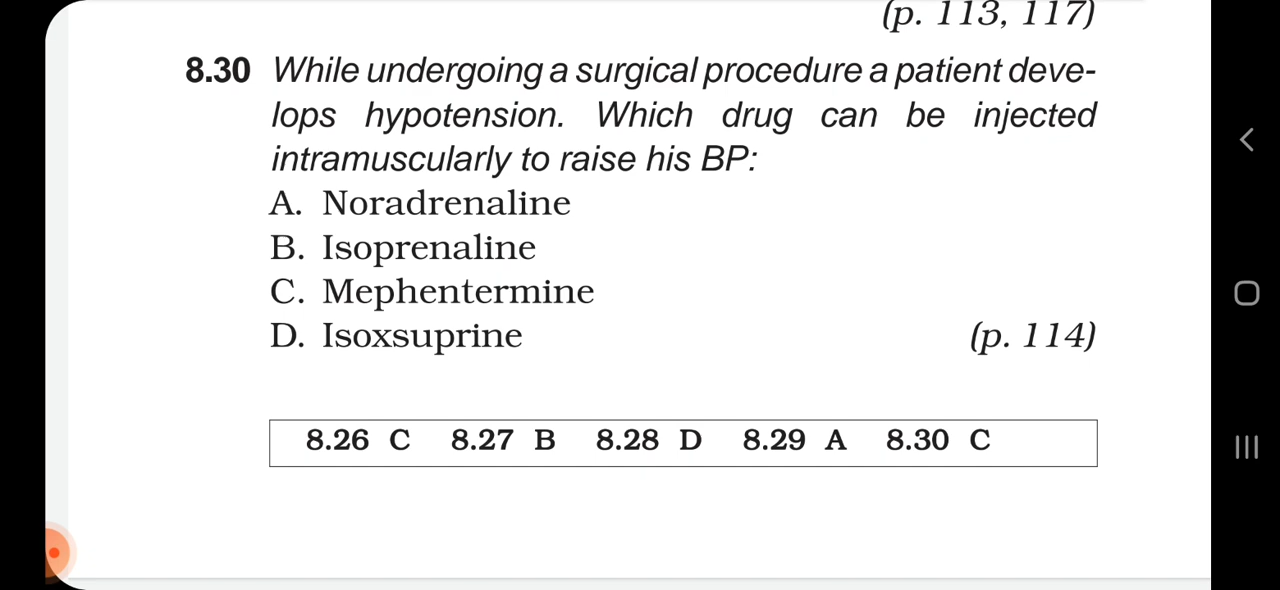 (p. 113, 117)
8.30 While undergoing a surgical procedure a patient deve-
lops hypotension. Which drug can be injected
intramuscularly to raise his BP:
A. Noradrenaline
B. Isoprenaline
C. Mephentermine
D. Isoxsuprine (p. 114)
8.26 C 8.27 B 8.28 D 8.29 A 8.30 C